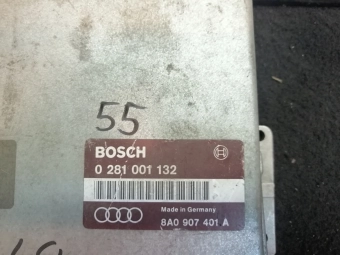 55
BOSCH
0 281 001 132
Made in Germany
8A0 907 401 A